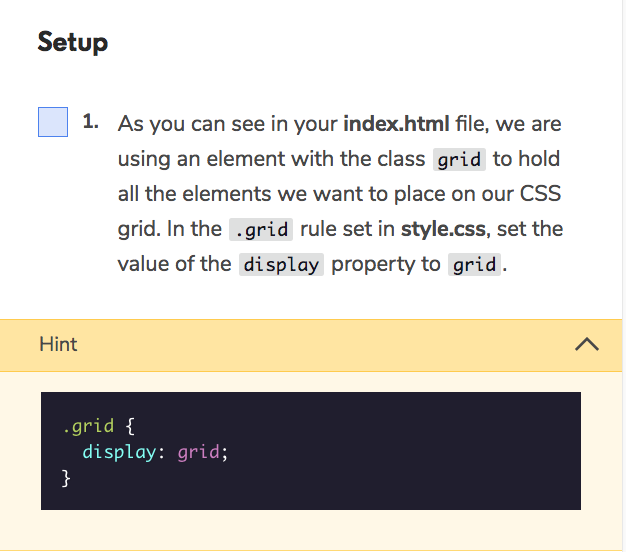 Setup
1. As you can see in your index.html file, we are
using an element with the class grid to hold
all the elements we want to place on our CSS
grid. In the .grid rule set in style.css, set the
value of the display property to grid.
Hint
.grid {
  display: grid;
}